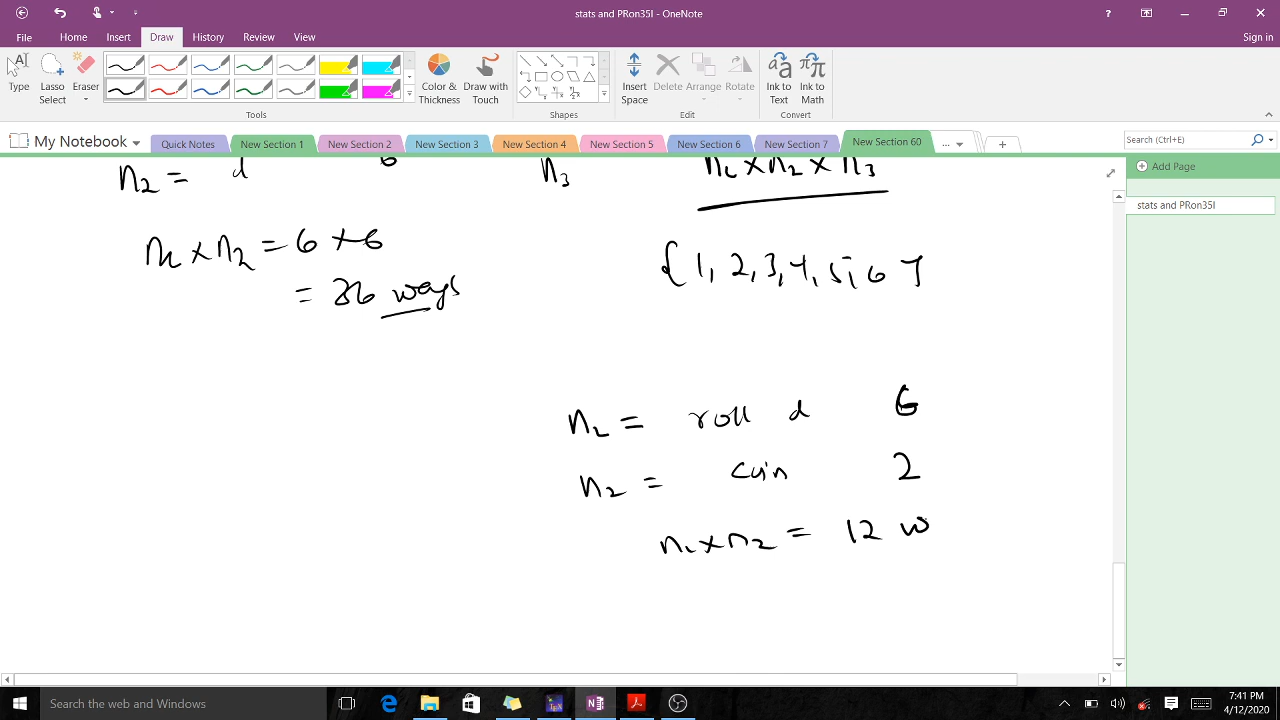 stats and PRon35I - OneNote
File Home Insert Draw History Review View Sign in
Type Lasso Select Eraser Color & Thickness Draw with Touch Insert Space Delete Arrange Rotate Ink to Text Ink to Math
Tools Shapes Edit Convert
My Notebook Quick Notes New Section 1 New Section 2 New Section 3 New Section 4 New Section 5 New Section 6 New Section 7 New Section 60 ... + Search (Ctrl+E)
Add Page
stats and PRon35I
n2 = d 6 n3 n1 × n2 × n3
n1 × n2 = 6 × 6
= 36 ways
{1, 2, 3, 4, 5, 6}
n2 = roll d 6
n2 = coin 2
n1 × n2 = 12 w
Search the web and Windows
7:41 PM
4/12/2020